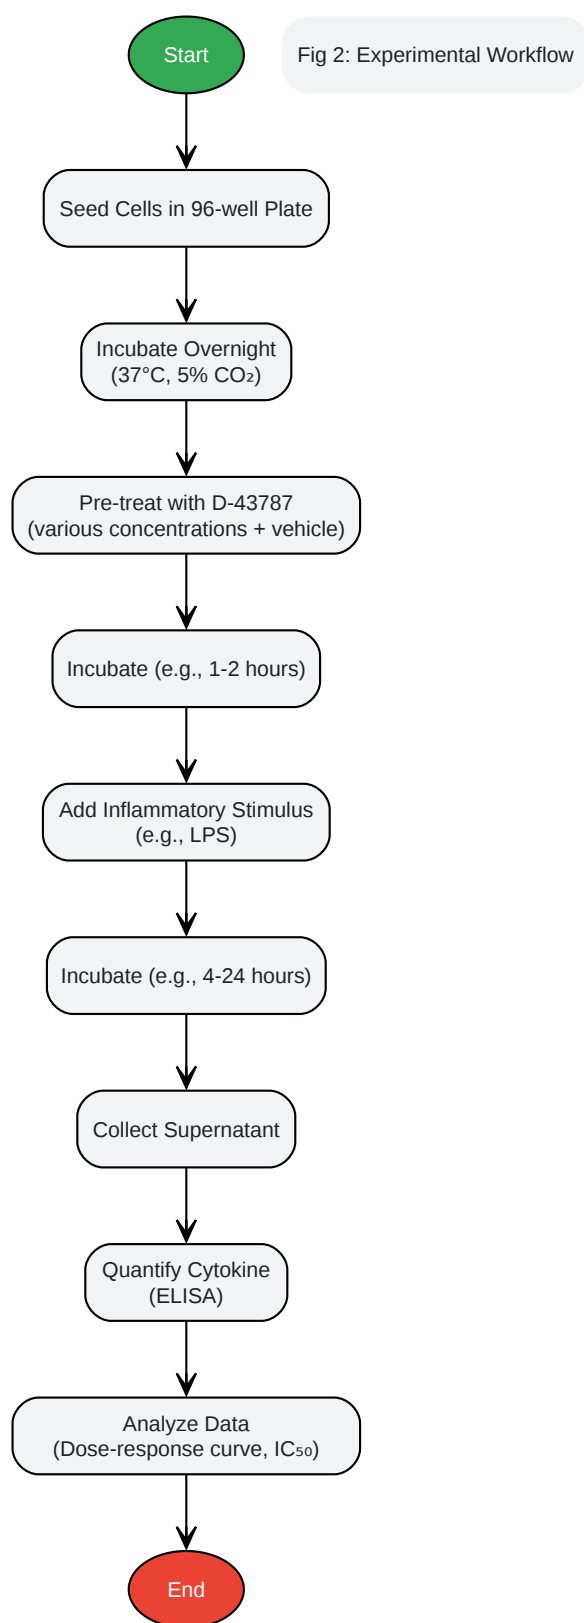 Start
Fig 2: Experimental Workflow
Seed Cells in 96-well Plate
Incubate Overnight
(37°C, 5% CO₂)
Pre-treat with D-43787
(various concentrations + vehicle)
Incubate (e.g., 1-2 hours)
Add Inflammatory Stimulus
(e.g., LPS)
Incubate (e.g., 4-24 hours)
Collect Supernatant
Quantify Cytokine
(ELISA)
Analyze Data
(Dose-response curve, IC₅₀)
End